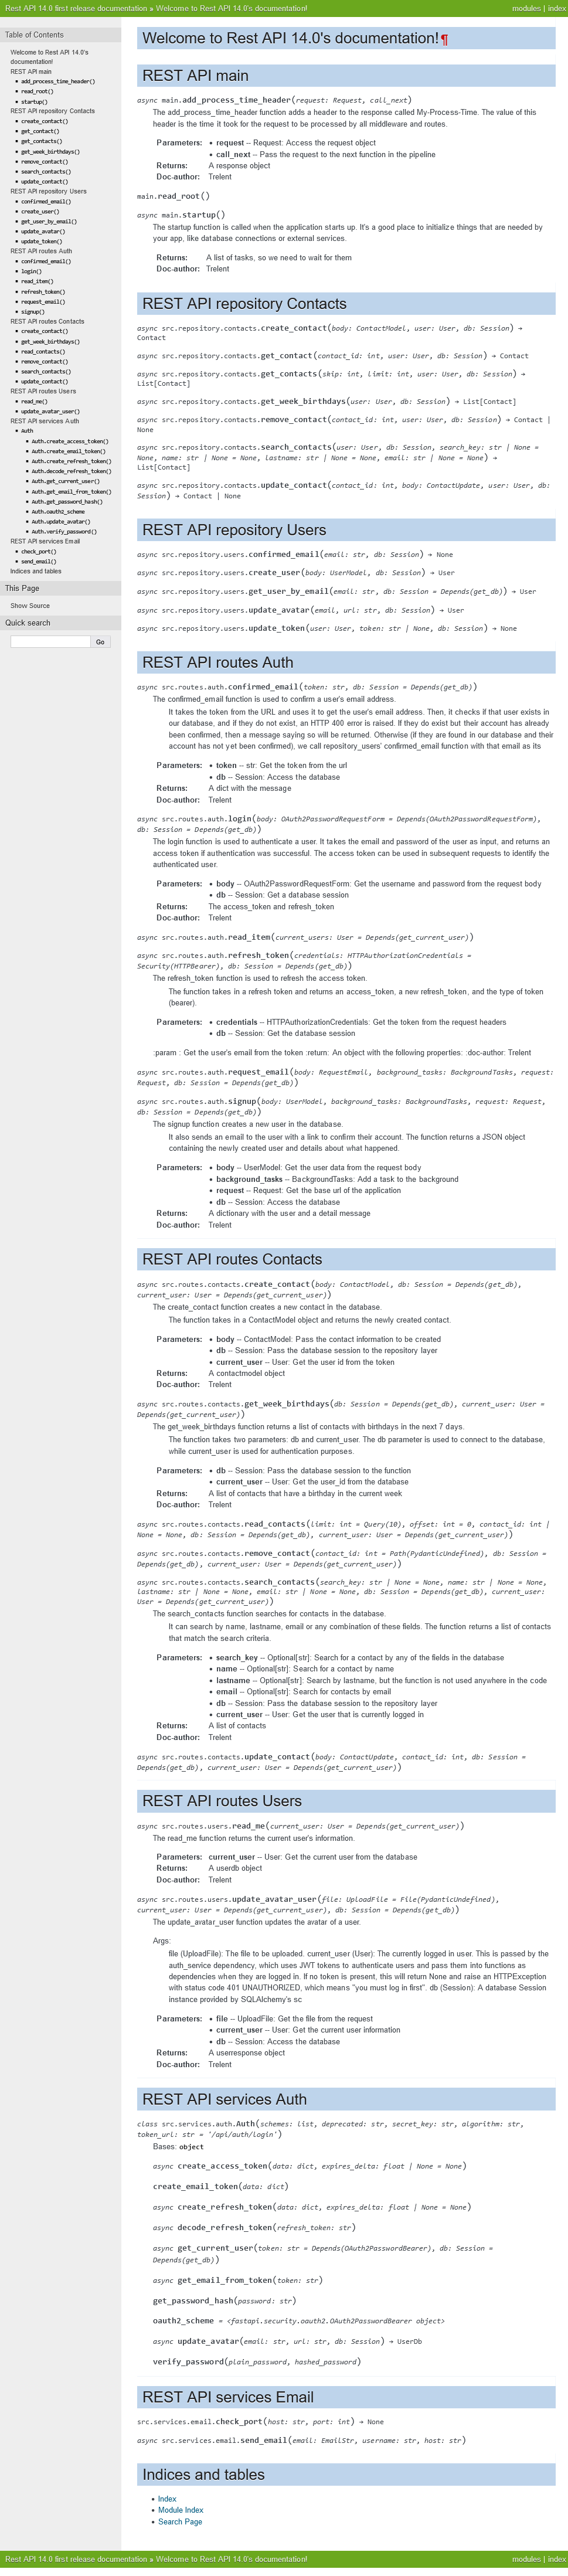 Rest API 14.0 first release documentation » Welcome to Rest API 14.0's documentation!
modules | index
Table of Contents
Welcome to Rest API 14.0's
documentation!
REST API main
add_process_time_header()
read_root()
startup()
REST API repository Contacts
create_contact()
get_contact()
get_contacts()
get_week_birthdays()
remove_contact()
search_contacts()
update_contact()
REST API repository Users
confirmed_email()
create_user()
get_user_by_email()
update_avatar()
update_token()
REST API routes Auth
confirmed_email()
login()
read_item()
refresh_token()
request_email()
signup()
REST API routes Contacts
create_contact()
get_week_birthdays()
read_contacts()
remove_contact()
search_contacts()
update_contact()
REST API routes Users
read_me()
update_avatar_user()
REST API services Auth
Auth
Auth.create_access_token()
Auth.create_email_token()
Auth.create_refresh_token()
Auth.decode_refresh_token()
Auth.get_current_user()
Auth.get_email_from_token()
Auth.get_password_hash()
Auth.oauth2_scheme
Auth.update_avatar()
Auth.verify_password()
REST API services Email
check_port()
send_email()
Indices and tables
This Page
Show Source
Quick search
Go
Welcome to Rest API 14.0's documentation!¶
REST API main
async main.add_process_time_header(request: Request, call_next)
The add_process_time_header function adds a header to the response called My-Process-Time. The value of this
header is the time it took for the request to be processed by all middleware and routes.
Parameters: • request -- Request: Access the request object
• call_next -- Pass the request to the next function in the pipeline
Returns: A response object
Doc-author: Trelent
main.read_root()
async main.startup()
The startup function is called when the application starts up. It's a good place to initialize things that are needed by
your app, like database connections or external services.
Returns: A list of tasks, so we need to wait for them
Doc-author: Trelent
REST API repository Contacts
async src.repository.contacts.create_contact(body: ContactModel, user: User, db: Session) →
Contact
async src.repository.contacts.get_contact(contact_id: int, user: User, db: Session) → Contact
async src.repository.contacts.get_contacts(skip: int, limit: int, user: User, db: Session) →
List[Contact]
async src.repository.contacts.get_week_birthdays(user: User, db: Session) → List[Contact]
async src.repository.contacts.remove_contact(contact_id: int, user: User, db: Session) → Contact |
None
async src.repository.contacts.search_contacts(user: User, db: Session, search_key: str | None =
None, name: str | None = None, lastname: str | None = None, email: str | None = None) →
List[Contact]
async src.repository.contacts.update_contact(contact_id: int, body: ContactUpdate, user: User, db:
Session) → Contact | None
REST API repository Users
async src.repository.users.confirmed_email(email: str, db: Session) → None
async src.repository.users.create_user(body: UserModel, db: Session) → User
async src.repository.users.get_user_by_email(email: str, db: Session = Depends(get_db)) → User
async src.repository.users.update_avatar(email, url: str, db: Session) → User
async src.repository.users.update_token(user: User, token: str | None, db: Session) → None
REST API routes Auth
async src.routes.auth.confirmed_email(token: str, db: Session = Depends(get_db))
The confirmed_email function is used to confirm a user's email address.
It takes the token from the URL and uses it to get the user's email address. Then, it checks if that user exists in
our database, and if they do not exist, an HTTP 400 error is raised. If they do exist but their account has already
been confirmed, then a message saying so will be returned. Otherwise (if they are found in our database and their
account has not yet been confirmed), we call repository_users' confirmed_email function with that email as its
Parameters: • token -- str: Get the token from the url
• db -- Session: Access the database
Returns: A dict with the message
Doc-author: Trelent
async src.routes.auth.login(body: OAuth2PasswordRequestForm = Depends(OAuth2PasswordRequestForm),
db: Session = Depends(get_db))
The login function is used to authenticate a user. It takes the email and password of the user as input, and returns an
access token if authentication was successful. The access token can be used in subsequent requests to identify the
authenticated user.
Parameters: • body -- OAuth2PasswordRequestForm: Get the username and password from the request body
• db -- Session: Get a database session
Returns: The access_token and refresh_token
Doc-author: Trelent
async src.routes.auth.read_item(current_users: User = Depends(get_current_user))
async src.routes.auth.refresh_token(credentials: HTTPAuthorizationCredentials =
Security(HTTPBearer), db: Session = Depends(get_db))
The refresh_token function is used to refresh the access token.
The function takes in a refresh token and returns an access_token, a new refresh_token, and the type of token
(bearer).
Parameters: • credentials -- HTTPAuthorizationCredentials: Get the token from the request headers
• db -- Session: Get the database session
:param : Get the user's email from the token :return: An object with the following properties: :doc-author: Trelent
async src.routes.auth.request_email(body: RequestEmail, background_tasks: BackgroundTasks, request:
Request, db: Session = Depends(get_db))
async src.routes.auth.signup(body: UserModel, background_tasks: BackgroundTasks, request: Request,
db: Session = Depends(get_db))
The signup function creates a new user in the database.
It also sends an email to the user with a link to confirm their account. The function returns a JSON object
containing the newly created user and details about what happened.
Parameters: • body -- UserModel: Get the user data from the request body
• background_tasks -- BackgroundTasks: Add a task to the background
• request -- Request: Get the base url of the application
• db -- Session: Access the database
Returns: A dictionary with the user and a detail message
Doc-author: Trelent
REST API routes Contacts
async src.routes.contacts.create_contact(body: ContactModel, db: Session = Depends(get_db),
current_user: User = Depends(get_current_user))
The create_contact function creates a new contact in the database.
The function takes in a ContactModel object and returns the newly created contact.
Parameters: • body -- ContactModel: Pass the contact information to be created
• db -- Session: Pass the database session to the repository layer
• current_user -- User: Get the user id from the token
Returns: A contactmodel object
Doc-author: Trelent
async src.routes.contacts.get_week_birthdays(db: Session = Depends(get_db), current_user: User =
Depends(get_current_user))
The get_week_birthdays function returns a list of contacts with birthdays in the next 7 days.
The function takes two parameters: db and current_user. The db parameter is used to connect to the database,
while current_user is used for authentication purposes.
Parameters: • db -- Session: Pass the database session to the function
• current_user -- User: Get the user_id from the database
Returns: A list of contacts that have a birthday in the current week
Doc-author: Trelent
async src.routes.contacts.read_contacts(limit: int = Query(10), offset: int = 0, contact_id: int |
None = None, db: Session = Depends(get_db), current_user: User = Depends(get_current_user))
async src.routes.contacts.remove_contact(contact_id: int = Path(PydanticUndefined), db: Session =
Depends(get_db), current_user: User = Depends(get_current_user))
async src.routes.contacts.search_contacts(search_key: str | None = None, name: str | None = None,
lastname: str | None = None, email: str | None = None, db: Session = Depends(get_db), current_user:
User = Depends(get_current_user))
The search_contacts function searches for contacts in the database.
It can search by name, lastname, email or any combination of these fields. The function returns a list of contacts
that match the search criteria.
Parameters: • search_key -- Optional[str]: Search for a contact by any of the fields in the database
• name -- Optional[str]: Search for a contact by name
• lastname -- Optional[str]: Search by lastname, but the function is not used anywhere in the code
• email -- Optional[str]: Search for contacts by email
• db -- Session: Pass the database session to the repository layer
• current_user -- User: Get the user that is currently logged in
Returns: A list of contacts
Doc-author: Trelent
async src.routes.contacts.update_contact(body: ContactUpdate, contact_id: int, db: Session =
Depends(get_db), current_user: User = Depends(get_current_user))
REST API routes Users
async src.routes.users.read_me(current_user: User = Depends(get_current_user))
The read_me function returns the current user's information.
Parameters: current_user -- User: Get the current user from the database
Returns: A userdb object
Doc-author: Trelent
async src.routes.users.update_avatar_user(file: UploadFile = File(PydanticUndefined),
current_user: User = Depends(get_current_user), db: Session = Depends(get_db))
The update_avatar_user function updates the avatar of a user.
Args:
file (UploadFile): The file to be uploaded. current_user (User): The currently logged in user. This is passed by the
auth_service dependency, which uses JWT tokens to authenticate users and pass them into functions as
dependencies when they are logged in. If no token is present, this will return None and raise an HTTPException
with status code 401 UNAUTHORIZED, which means "you must log in first". db (Session): A database Session
instance provided by SQLAlchemy's sc
Parameters: • file -- UploadFile: Get the file from the request
• current_user -- User: Get the current user information
• db -- Session: Access the database
Returns: A userresponse object
Doc-author: Trelent
REST API services Auth
class src.services.auth.Auth(schemes: list, deprecated: str, secret_key: str, algorithm: str,
token_url: str = '/api/auth/login')
Bases: object
async create_access_token(data: dict, expires_delta: float | None = None)
create_email_token(data: dict)
async create_refresh_token(data: dict, expires_delta: float | None = None)
async decode_refresh_token(refresh_token: str)
async get_current_user(token: str = Depends(OAuth2PasswordBearer), db: Session =
Depends(get_db))
async get_email_from_token(token: str)
get_password_hash(password: str)
oauth2_scheme = <fastapi.security.oauth2.OAuth2PasswordBearer object>
async update_avatar(email: str, url: str, db: Session) → UserDb
verify_password(plain_password, hashed_password)
REST API services Email
src.services.email.check_port(host: str, port: int) → None
async src.services.email.send_email(email: EmailStr, username: str, host: str)
Indices and tables
• Index
• Module Index
• Search Page
Rest API 14.0 first release documentation » Welcome to Rest API 14.0's documentation!
modules | index